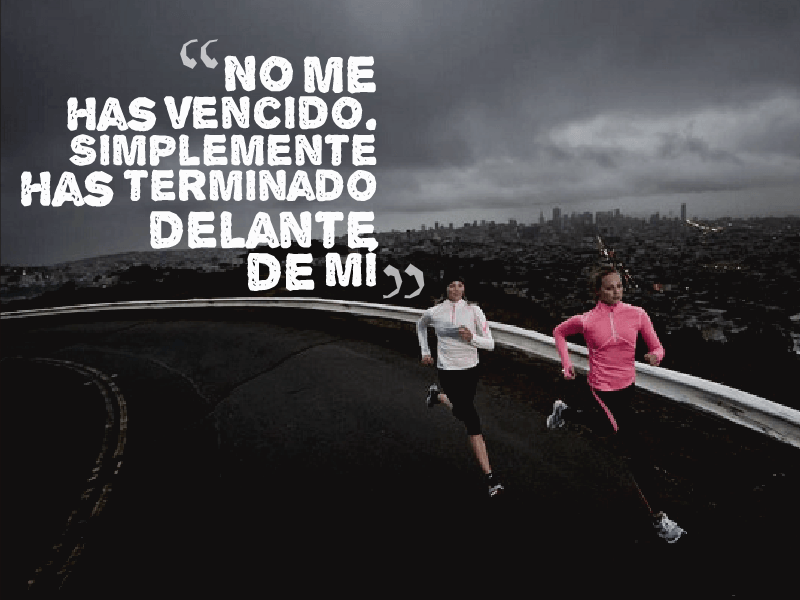 “NO ME
HAS VENCIDO.
SIMPLEMENTE
HAS TERMINADO
DELANTE
DE MÍ”